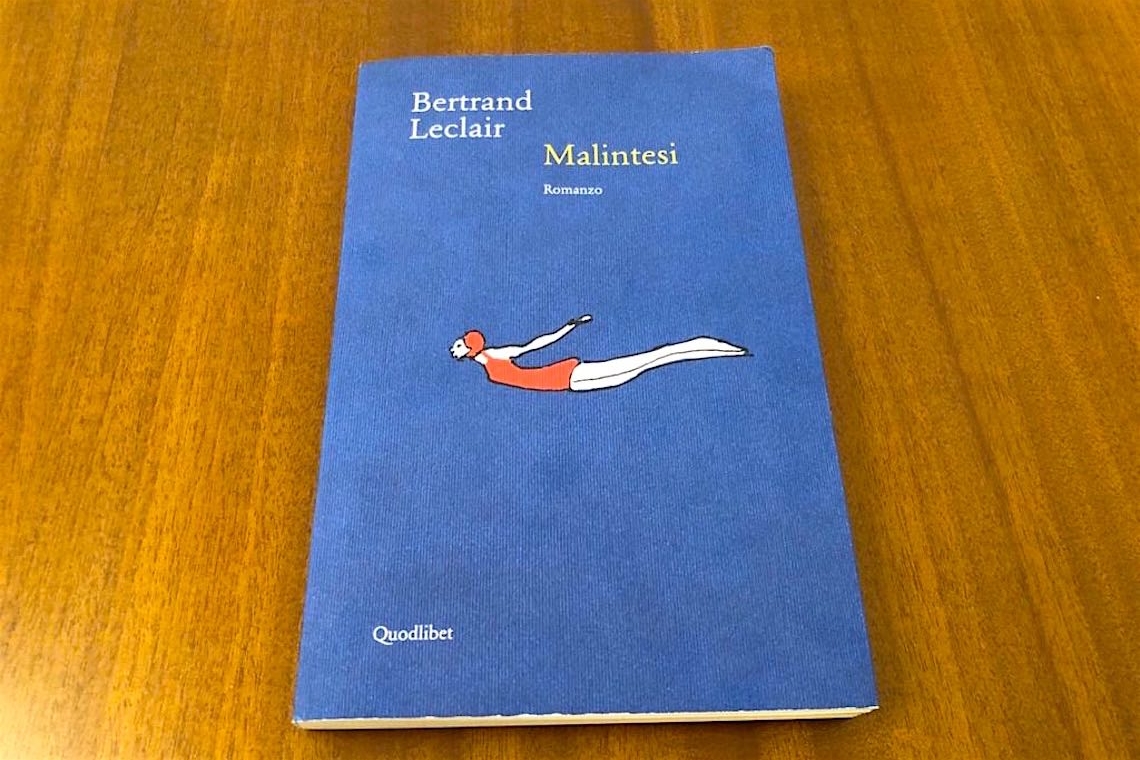 Bertrand
Leclair
Malintesi
Romanzo
Quodlibet